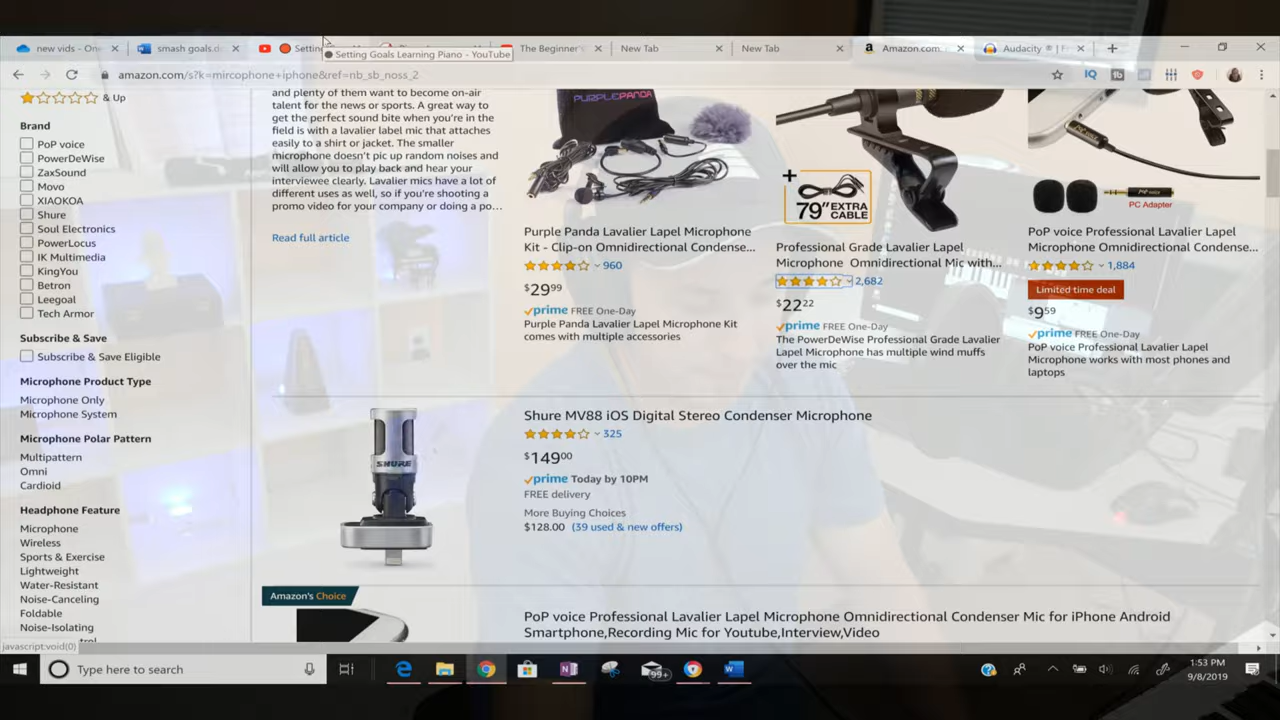 new vids - One
smash goals.d
Setting
The Beginner'
New Tab
New Tab
Amazon.com
Audacity ® | F
Setting Goals Learning Piano - YouTube
amazon.com/s?k=mircophone+iphone&ref=nb_sb_noss_2
& Up
Brand
PoP voice
PowerDeWise
ZaxSound
Movo
XIAOKOA
Shure
Soul Electronics
PowerLocus
IK Multimedia
KingYou
Betron
Leegoal
Tech Armor
Subscribe & Save
Subscribe & Save Eligible
Microphone Product Type
Microphone Only
Microphone System
Microphone Polar Pattern
Multipattern
Omni
Cardioid
Headphone Feature
Microphone
Wireless
Sports & Exercise
Lightweight
Water-Resistant
Noise-Canceling
Foldable
Noise-Isolating
javascript:void(0)
and plenty of them want to become on-air
talent for the news or sports. A great way to
get the perfect sound bite when you're in the
field is with a lavalier label mic that attaches
easily to a shirt or jacket. The smaller
microphone doesn't pic up random noises and
will allow you to play back and hear your
interviewee clearly. Lavalier mics have a lot of
different uses as well, so if you're shooting a
promo video for your company or doing a po...
Read full article
PURPLEPANDA
Purple Panda Lavalier Lapel Microphone
Kit - Clip-on Omnidirectional Condense...
960
$29⁹⁹
prime FREE One-Day
Purple Panda Lavalier Lapel Microphone Kit
comes with multiple accessories
+
79" EXTRA
CABLE
Professional Grade Lavalier Lapel
Microphone Omnidirectional Mic with...
2,682
$22²²
prime FREE One-Day
The PowerDeWise Professional Grade Lavalier
Lapel Microphone has multiple wind muffs
over the mic
PC Adapter
PoP voice Professional Lavalier Lapel
Microphone Omnidirectional Condense...
1,884
Limited time deal
$9⁵⁹
prime FREE One-Day
PoP voice Professional Lavalier Lapel
Microphone works with most phones and
laptops
SHURE
Shure MV88 iOS Digital Stereo Condenser Microphone
325
$149⁰⁰
prime Today by 10PM
FREE delivery
More Buying Choices
$128.00 (39 used & new offers)
Amazon's Choice
PoP voice Professional Lavalier Lapel Microphone Omnidirectional Condenser Mic for iPhone Android
Smartphone,Recording Mic for Youtube,Interview,Video
Type here to search
99+
1:53 PM
9/8/2019